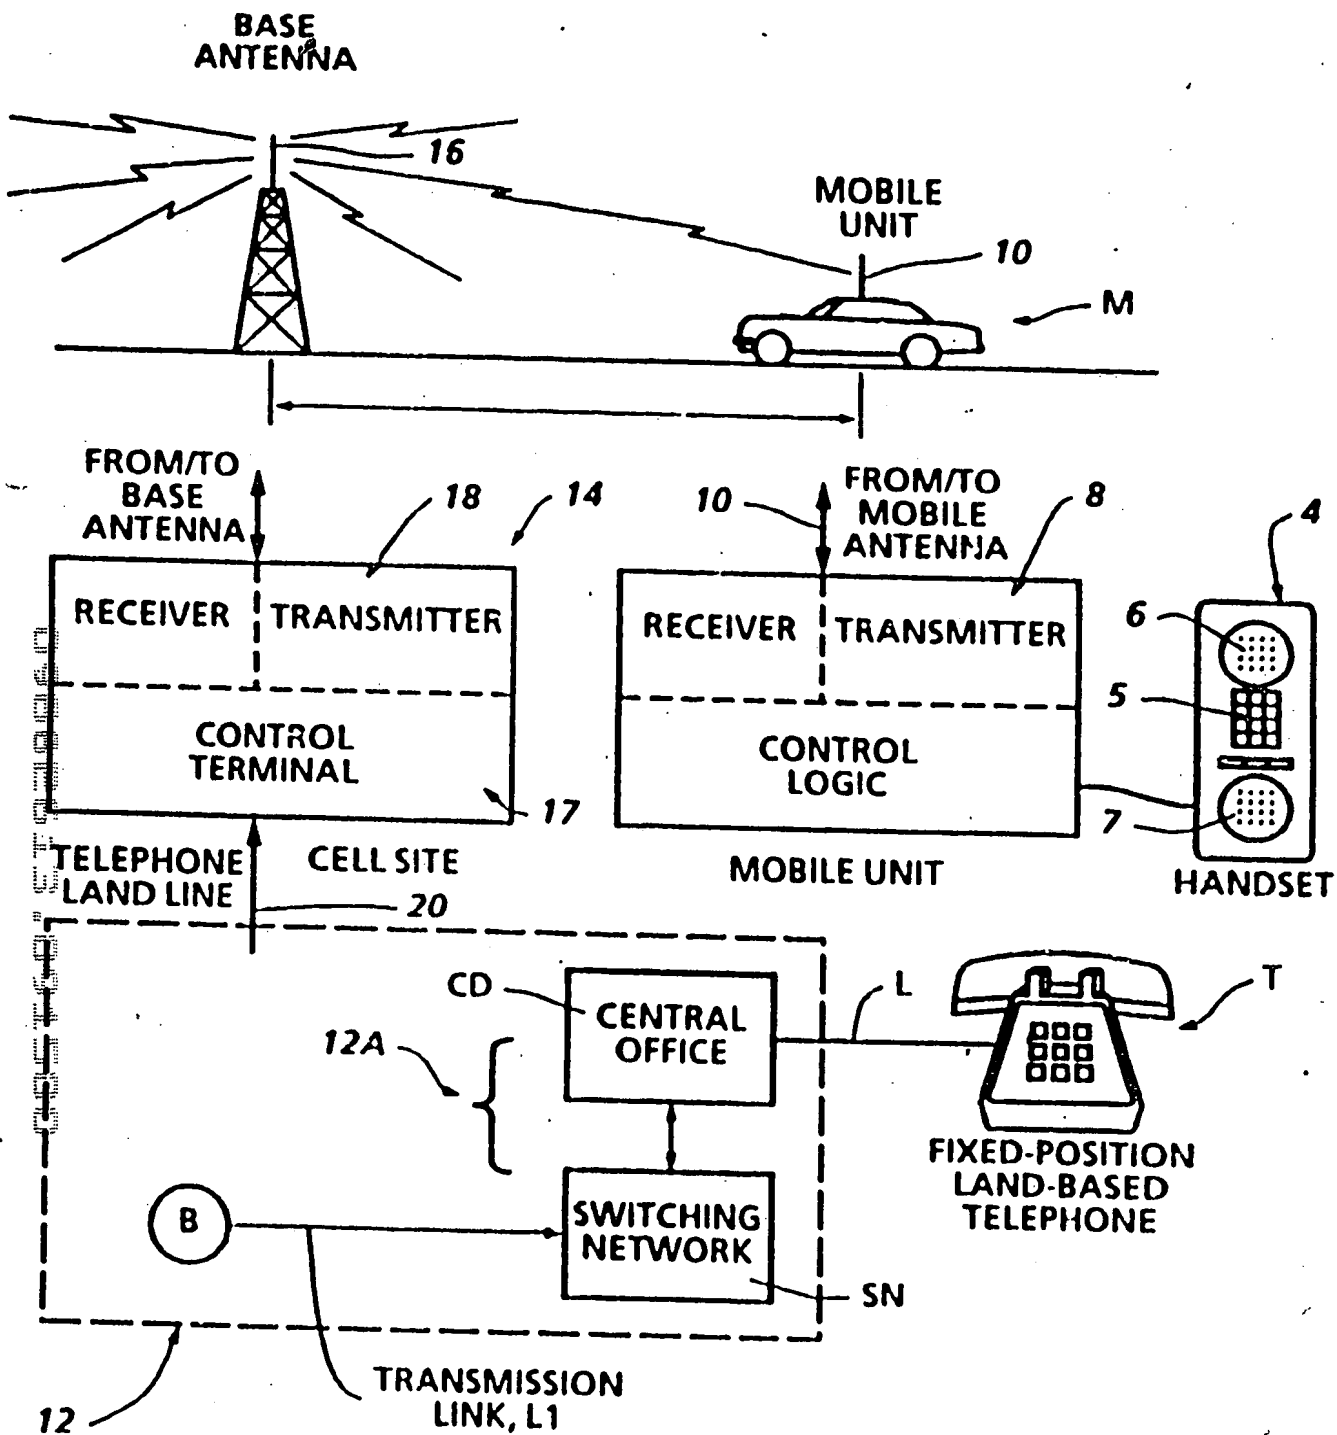 BASE
ANTENNA
16
MOBILE
UNIT
10
M
FROM/TO
BASE
ANTENNA
18
14
10
FROM/TO
MOBILE
ANTENNA
8
4
RECEIVER
TRANSMITTER
RECEIVER
TRANSMITTER
6
5
CONTROL
TERMINAL
CONTROL
LOGIC
17
7
TELEPHONE
LAND LINE
CELL SITE
MOBILE UNIT
HANDSET
20
CD
CENTRAL
OFFICE
L
T
12A
FIXED-POSITION
LAND-BASED
TELEPHONE
B
SWITCHING
NETWORK
SN
12
TRANSMISSION
LINK, L1